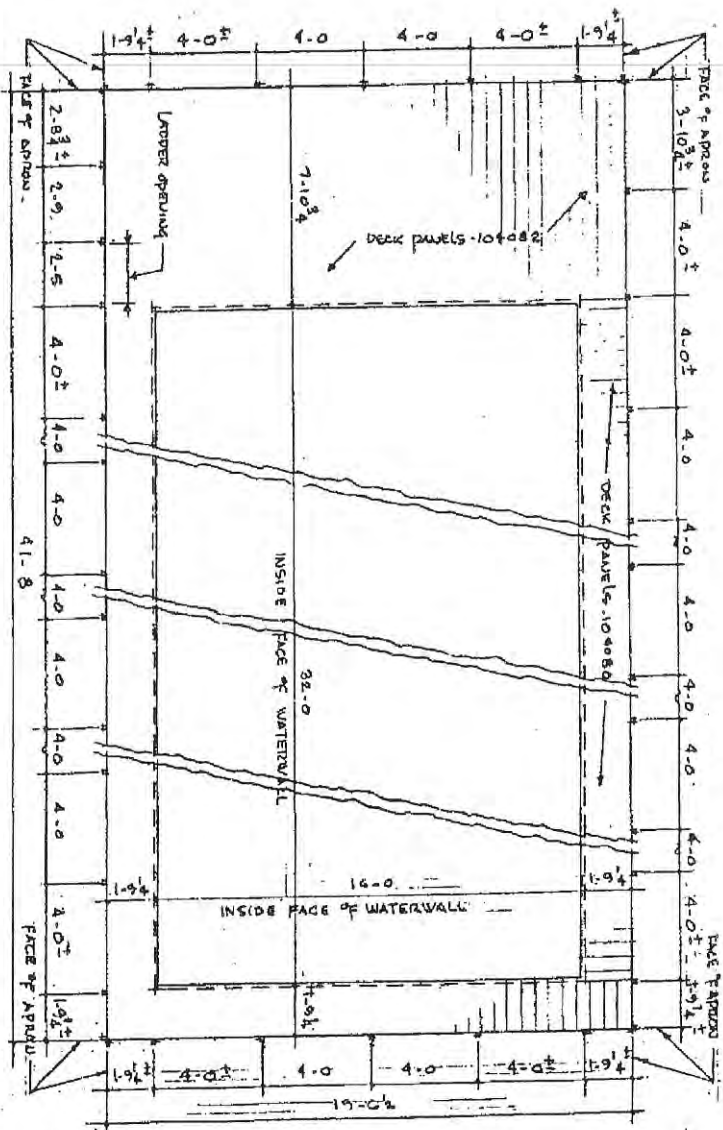 1-9¼± 4-0± 4-0 4-0 4-0± 1-9¼±
FACE OF APRON
FACE OF APRON
2-8¾± 2-9 2-5 4-0± 4-0 4-0 4-0 4-0 4-0 4-0 4-0± 1-9¼±
41-8
FACE OF APRON
LADDER OPENING
7-10¾
DECK PANELS-104082
3-10¾± 4-0± 4-0± 4-0 4-0 4-0 4-0 4-0 4-0 4-0± 1-9¼±
DECK PANELS-104080
INSIDE FACE OF WATERWALL
32-0
1-9¼ 16-0 1-9¼
INSIDE FACE OF WATERWALL
1-9¼
FACE OF APRON
1-9¼± 4-0± 4-0 4-0 4-0± 1-9¼±
19-6½